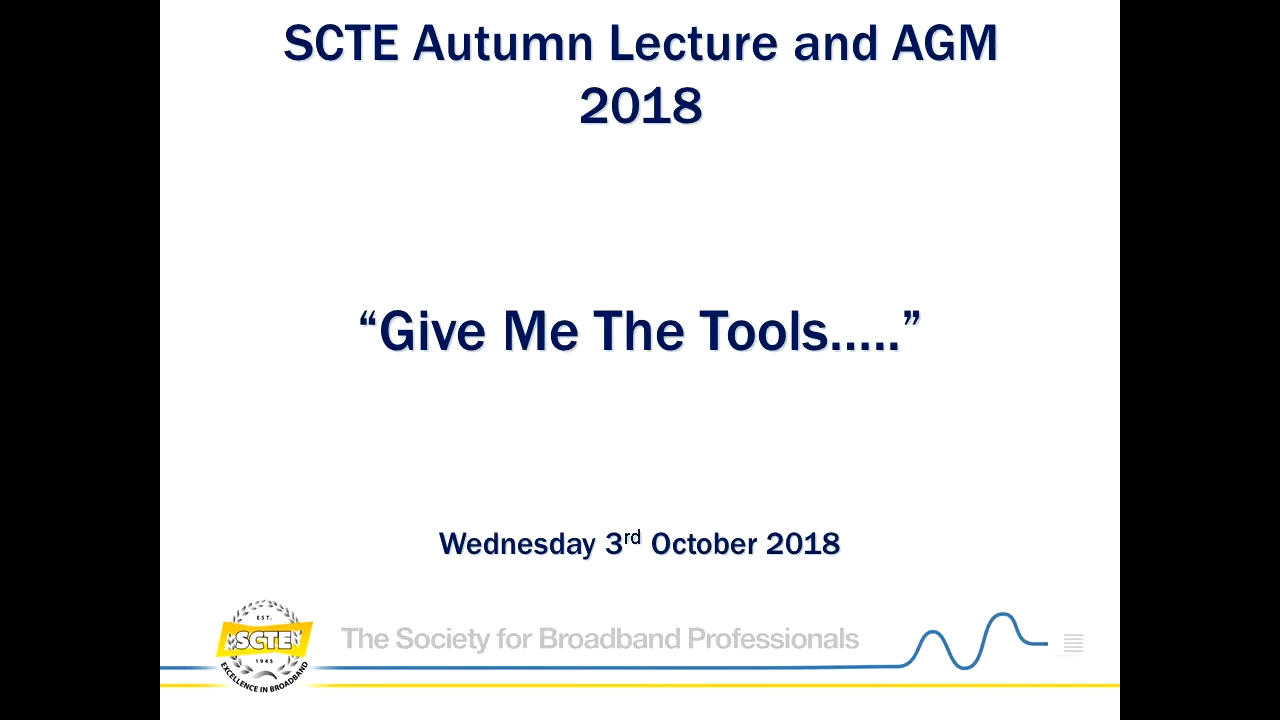 SCTE Autumn Lecture and AGM
2018
“Give Me The Tools.....”
Wednesday 3rd October 2018
EST.
SCTE
1945
EXCELLENCE IN BROADBAND
The Society for Broadband Professionals